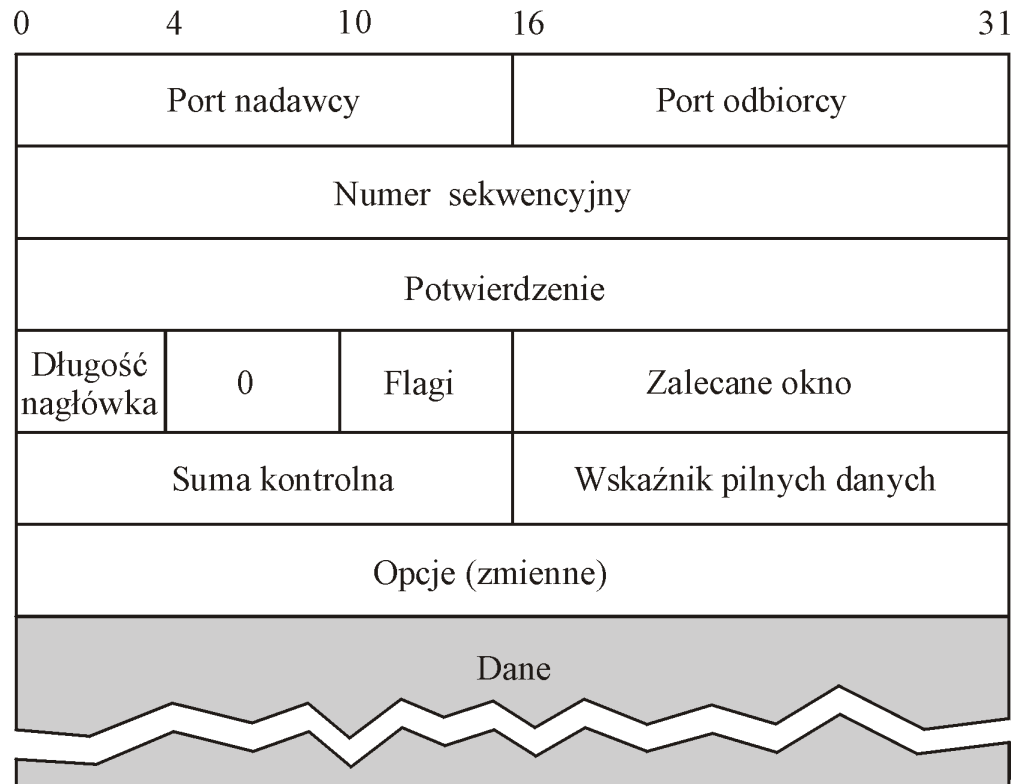 0 4 10 16 31
Port nadawcy Port odbiorcy
Numer sekwencyjny
Potwierdzenie
Długość
nagłówka
0
Flagi
Zalecane okno
Suma kontrolna Wskaźnik pilnych danych
Opcje (zmienne)
Dane